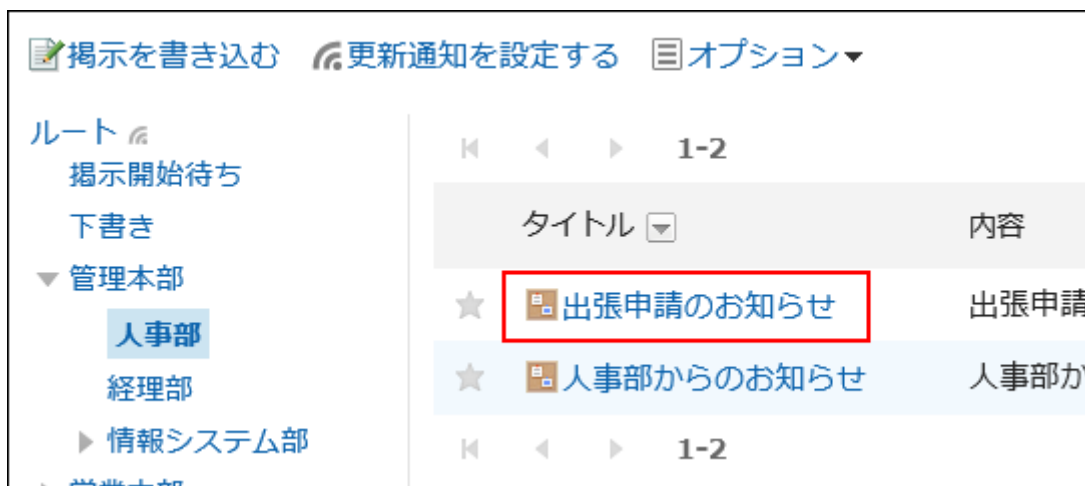 掲示を書き込む 更新通知を設定する オプション
ルート
掲示開始待ち
下書き
管理本部
人事部
経理部
情報システム部
1-2
タイトル 内容
出張申請のお知らせ 出張申請
人事部からのお知らせ 人事部か
1-2